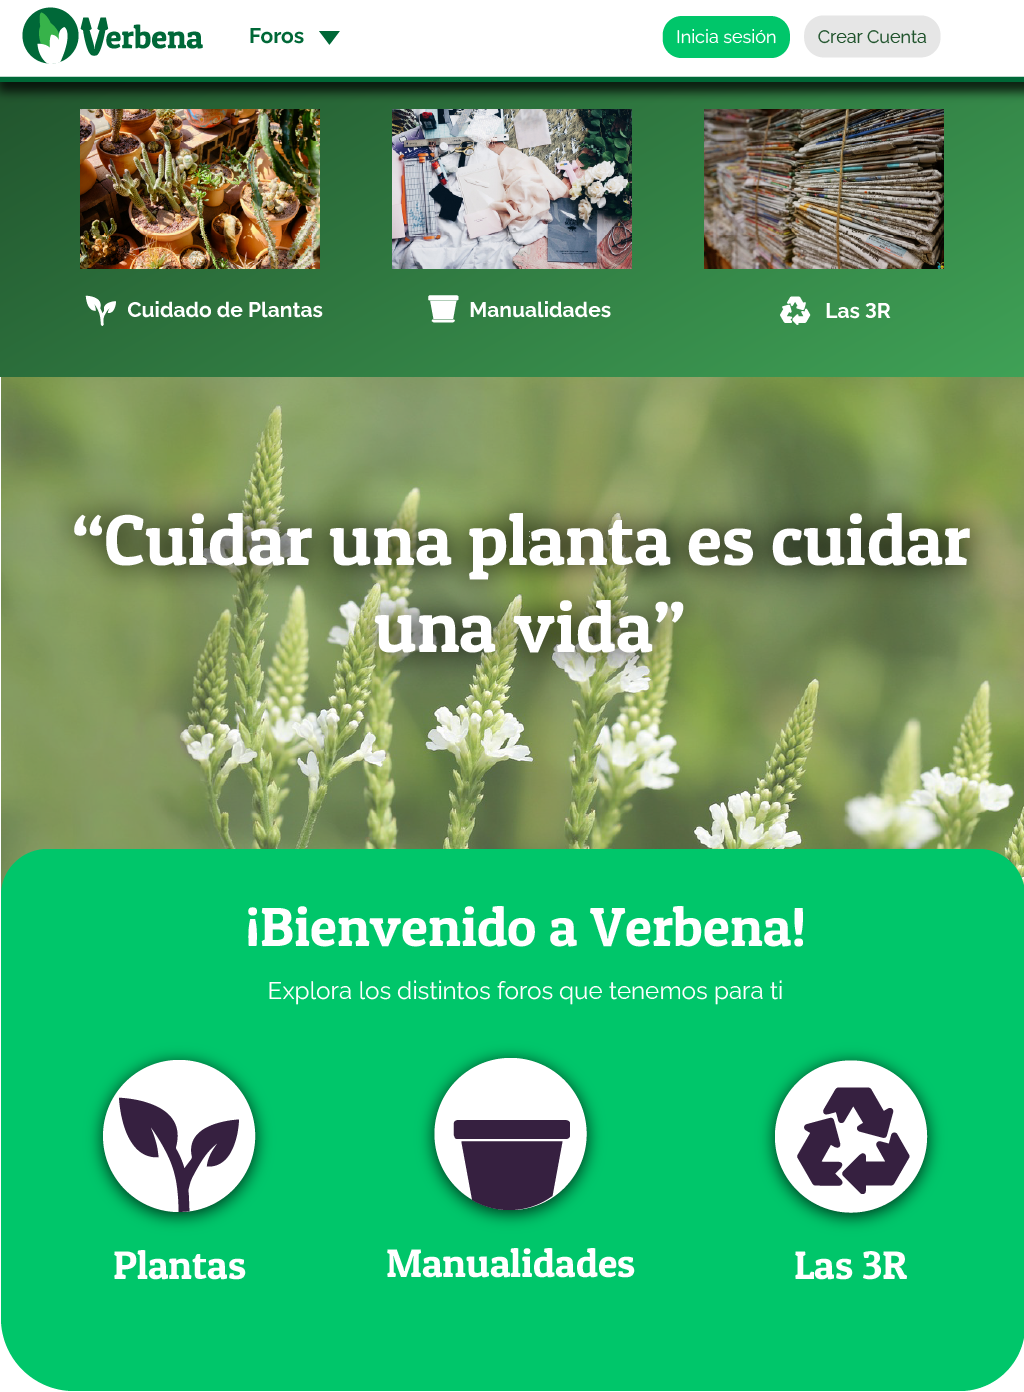 Verbena
Foros
Inicia sesión
Crear Cuenta
Cuidado de Plantas
Manualidades
Las 3R
“Cuidar una planta es cuidar
una vida”
¡Bienvenido a Verbena!
Explora los distintos foros que tenemos para ti
Plantas
Manualidades
Las 3R